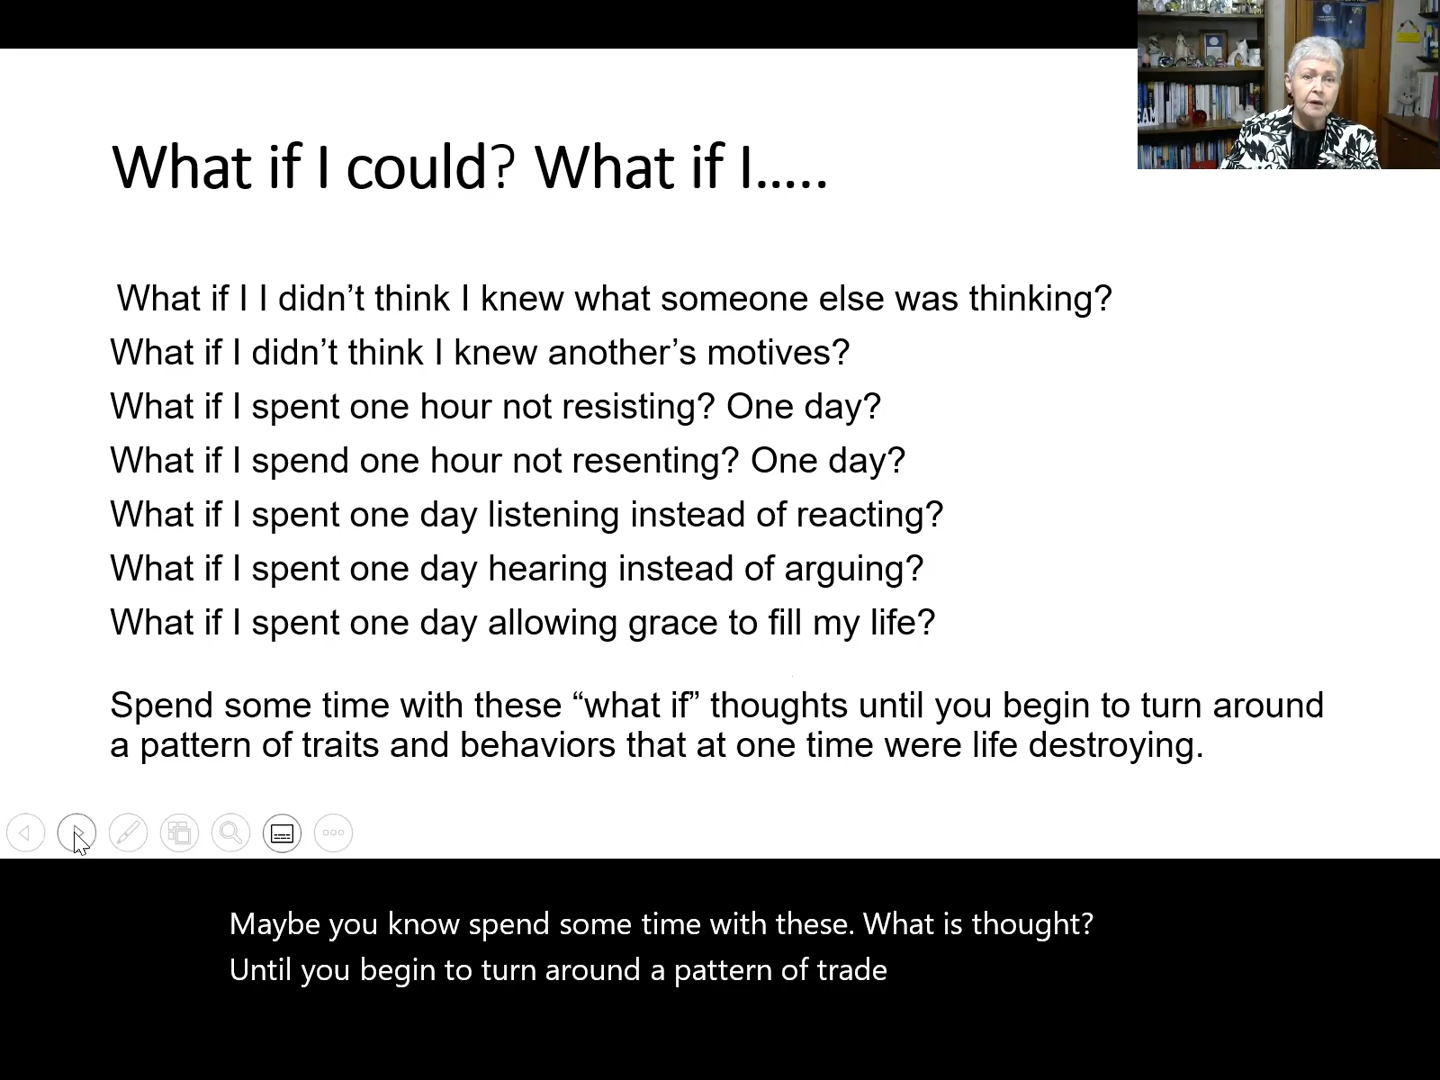 What if I could? What if I.....
What if I I didn’t think I knew what someone else was thinking?
What if I didn’t think I knew another’s motives?
What if I spent one hour not resisting? One day?
What if I spend one hour not resenting? One day?
What if I spent one day listening instead of reacting?
What if I spent one day hearing instead of arguing?
What if I spent one day allowing grace to fill my life?
Spend some time with these “what if” thoughts until you begin to turn around
a pattern of traits and behaviors that at one time were life destroying.
Maybe you know spend some time with these. What is thought?
Until you begin to turn around a pattern of trade